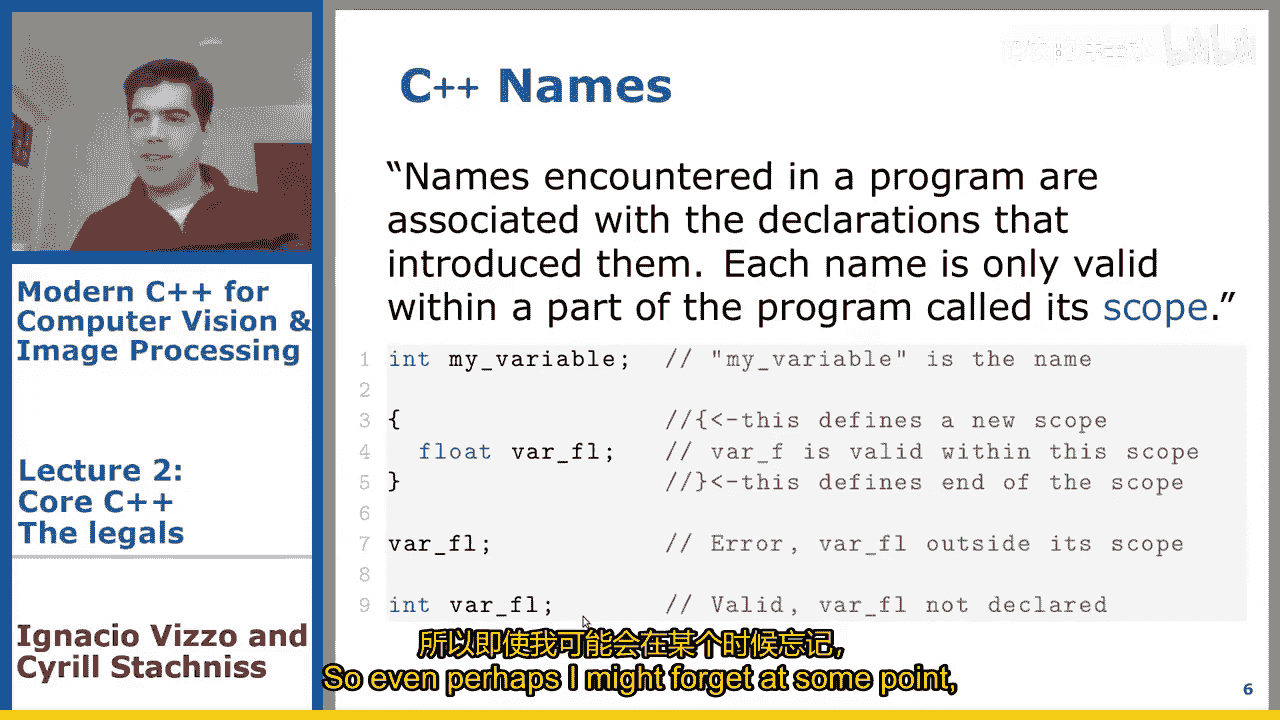 C++ Names
“Names encountered in a program are
associated with the declarations that
introduced them. Each name is only valid
within a part of the program called its scope.”
1 int my_variable; // "my_variable" is the name
2
3 { //{<-this defines a new scope
4 float var_fl; // var_f is valid within this scope
5 } //}<-this defines end of the scope
6
7 var_fl; // Error, var_fl outside its scope
8
9 int var_fl; // Valid, var_fl not declared
Modern C++ for
Computer Vision &
Image Processing
Lecture 2:
Core C++
The legals
Ignacio Vizzo and
Cyrill Stachniss
所以即使我可能会在某个时候忘记，
So even perhaps I might forget at some point,
6
bilibili